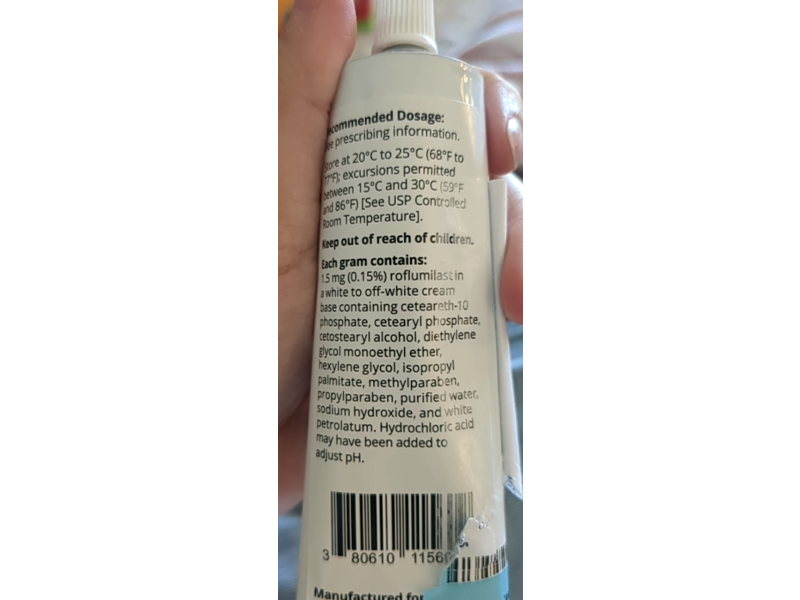 Recommended Dosage:
See prescribing information.
Store at 20°C to 25°C (68°F to
77°F); excursions permitted
between 15°C and 30°C (59°F
and 86°F) [See USP Controlled
Room Temperature].
Keep out of reach of children.
Each gram contains:
1.5 mg (0.15%) roflumilast in
a white to off-white cream
base containing ceteareth-10
phosphate, cetearyl phosphate,
cetostearyl alcohol, diethylene
glycol monoethyl ether,
hexylene glycol, isopropyl
palmitate, methylparaben,
propylparaben, purified water,
sodium hydroxide, and white
petrolatum. Hydrochloric acid
may have been added to
adjust pH.
3 80610 1156
Manufactured for